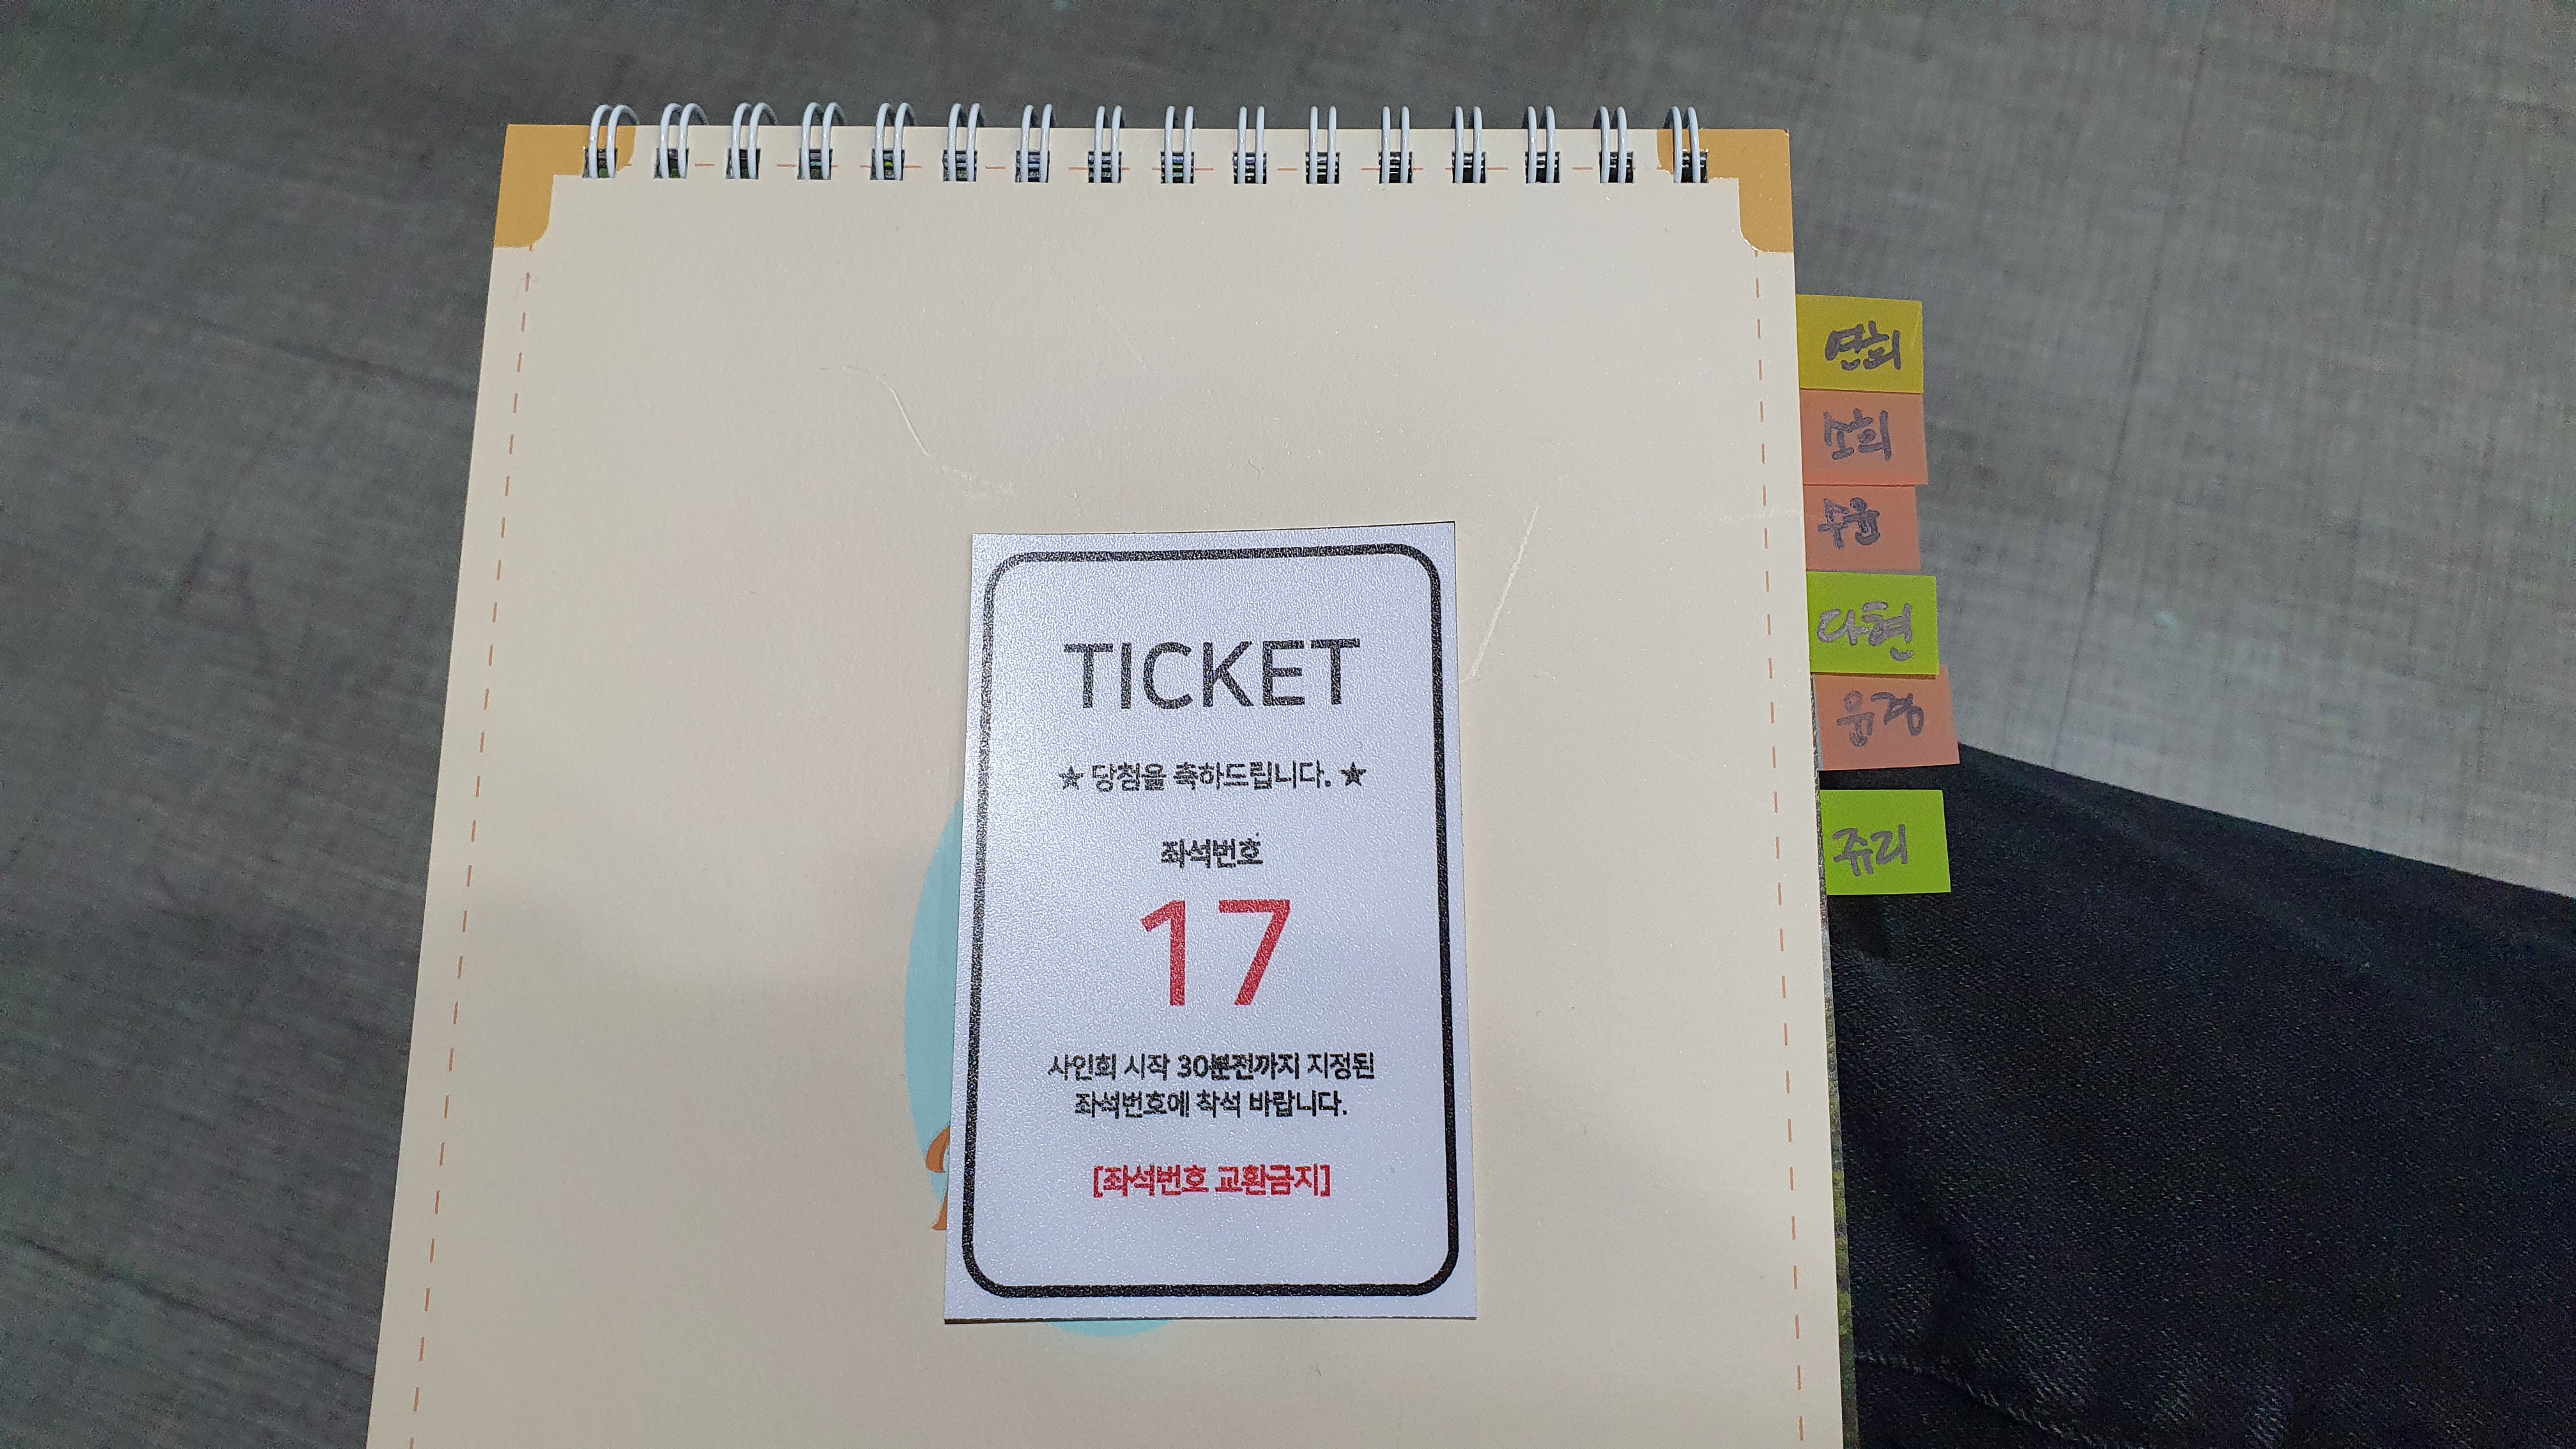 TICKET
★ 당첨을 축하드립니다. ★
좌석번호
17
사인회 시작 30분전까지 지정된
좌석번호에 착석 바랍니다.
[좌석번호 교환금지]
연희
소희
수윤
다현
윤경
쥬리